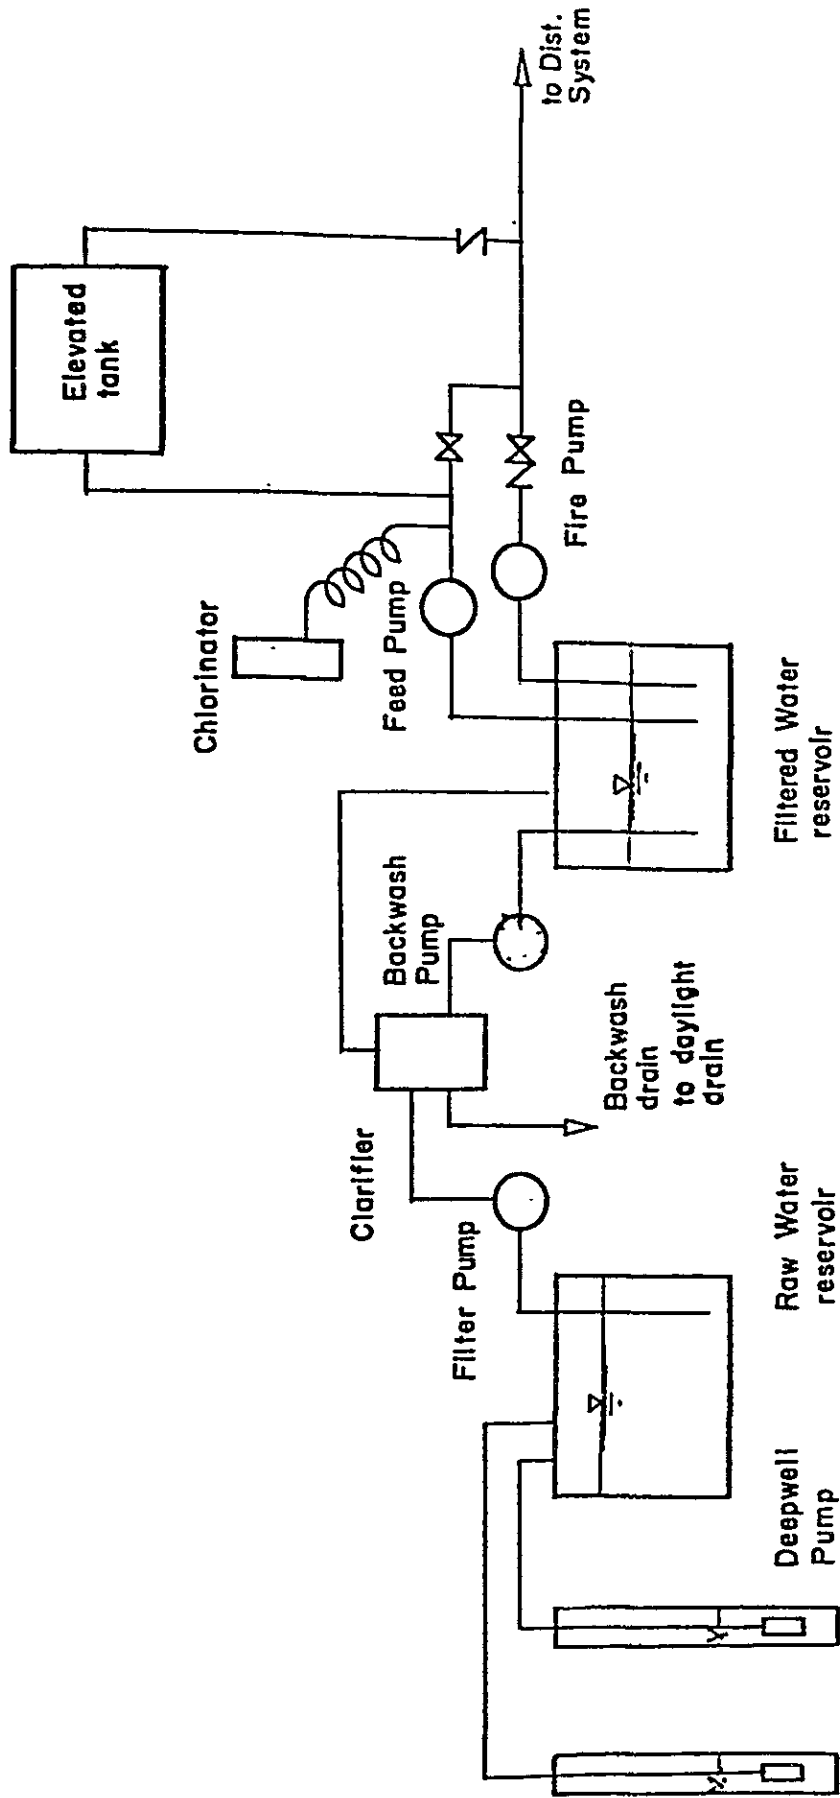 Elevated
tank
Chlorinator
to Dist.
System
Feed Pump
Fire Pump
Backwash
Pump
Clarifier
Filter Pump
Backwash
drain
to daylight
drain
Deepwell
Pump
Raw Water
reservoir
Filtered Water
reservoir